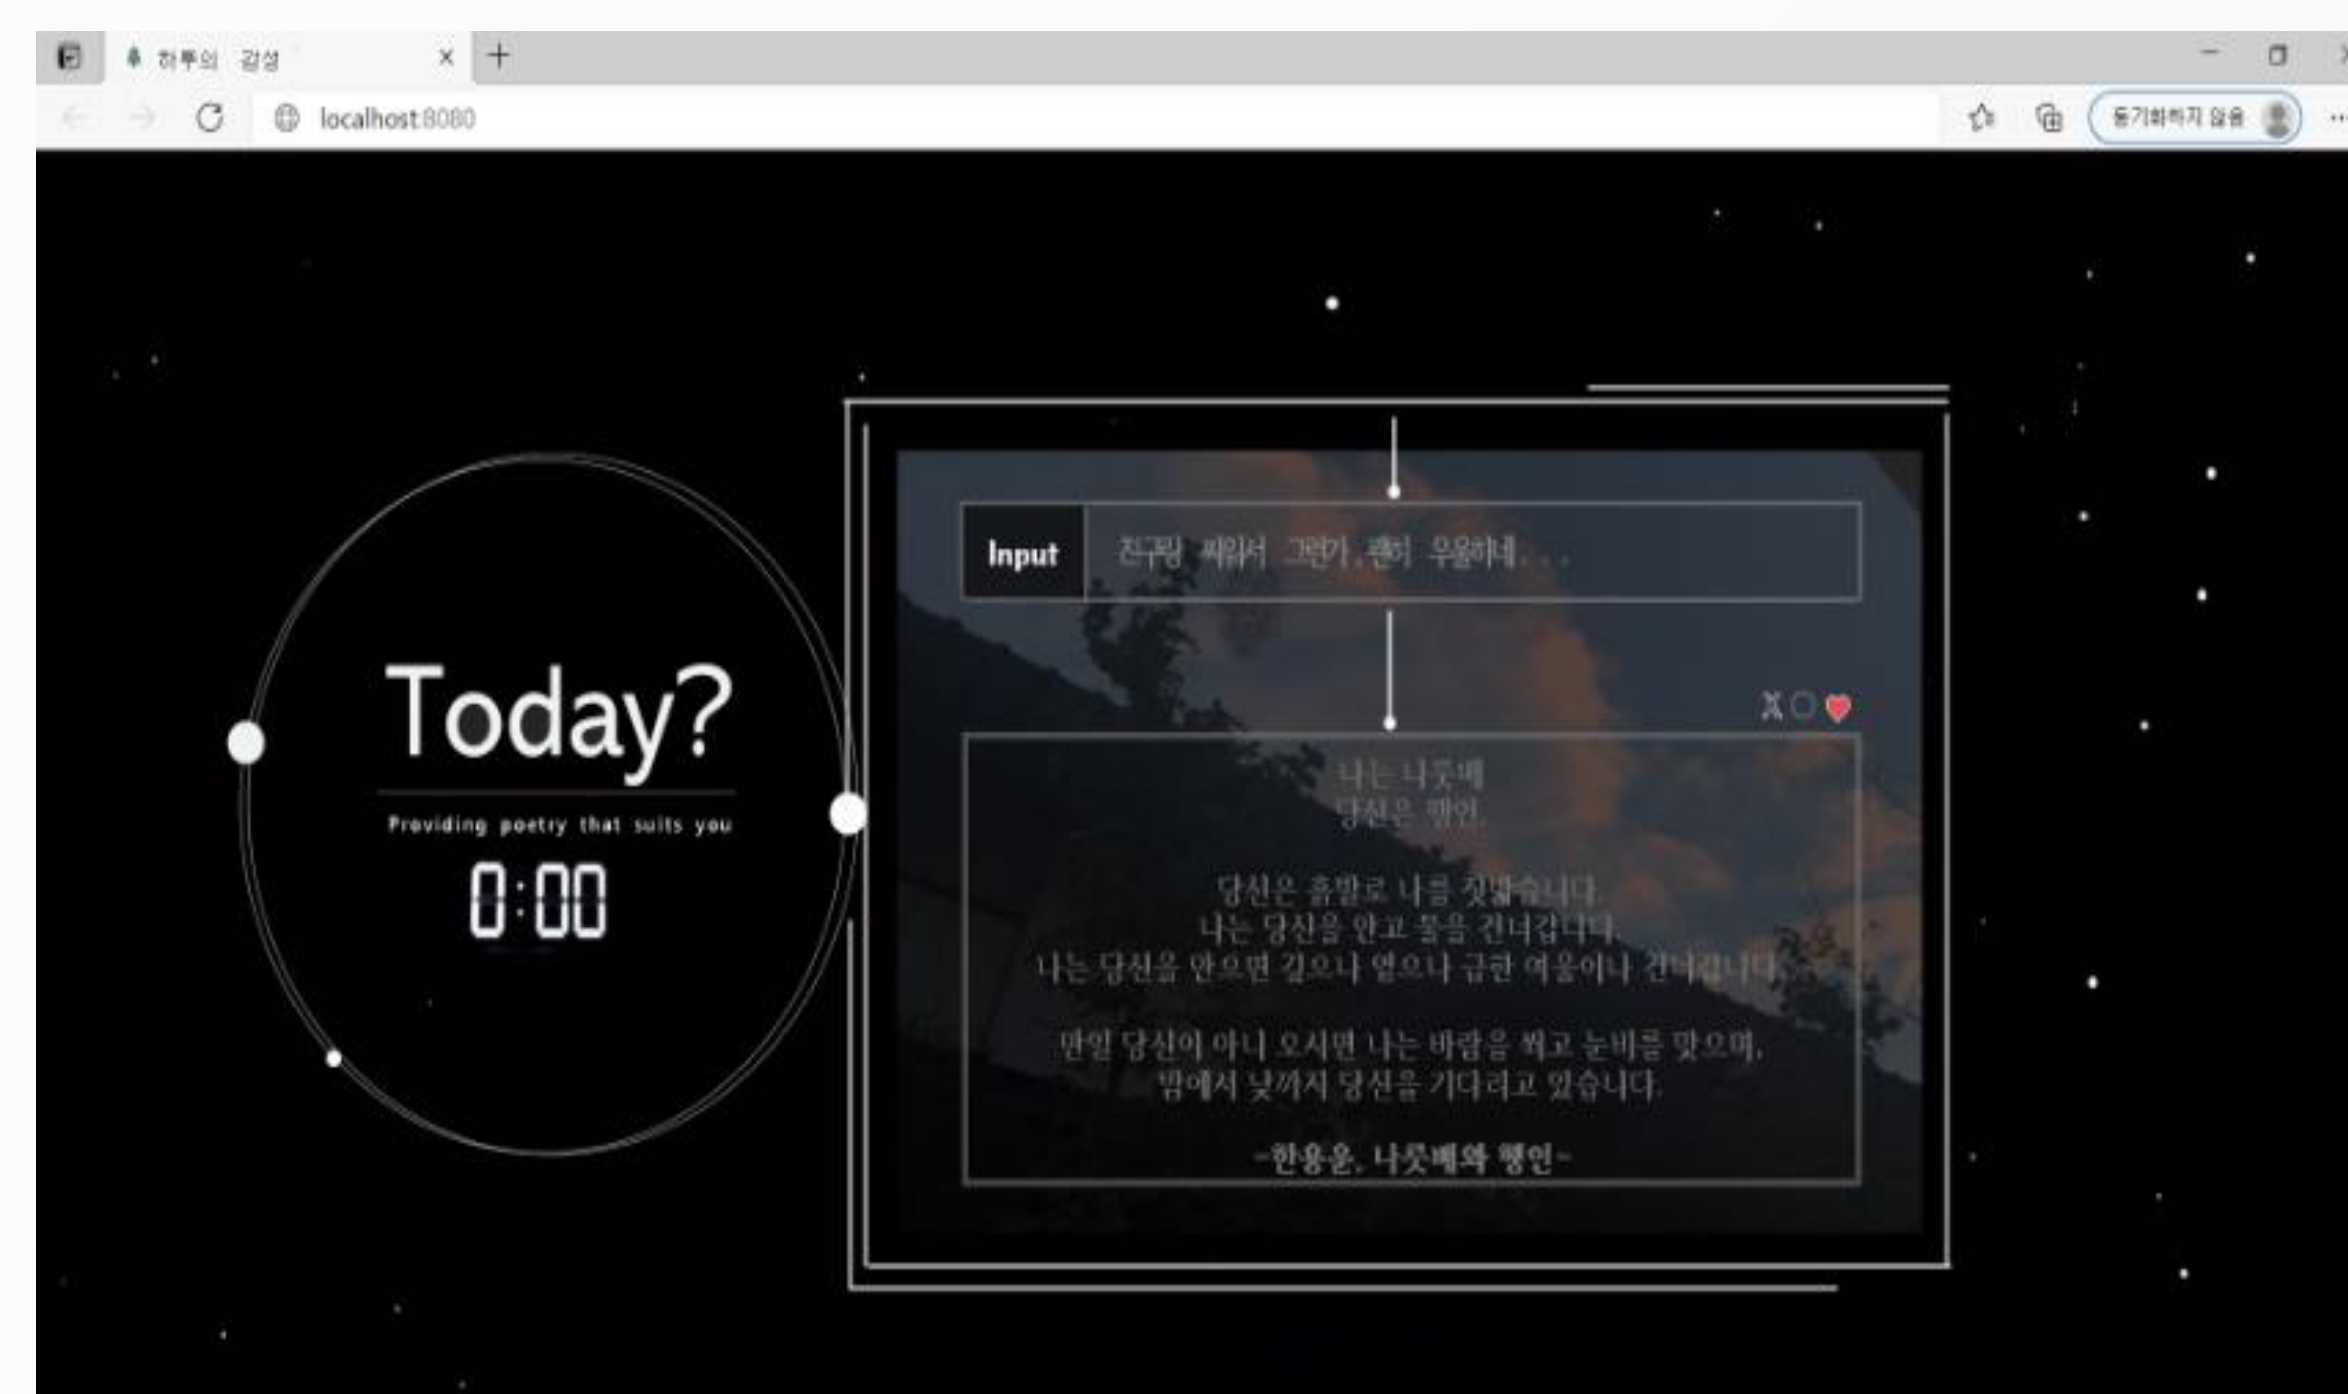 하루의 감성
localhost:8080
동기화하지 않음
Today?
Providing poetry that suits you
0:00
Input
친구랑 싸워서 그런가, 괜히 우울하네...
나는 나룻배
당신은 행인.
당신은 흙발로 나를 짓밟습니다.
나는 당신을 안고 물을 건너갑니다.
나는 당신을 안으면 깊으나 옅으나 급한 여울이나 건너갑니다.
만일 당신이 아니 오시면 나는 바람을 쐬고 눈비를 맞으며,
밤에서 낮까지 당신을 기다리고 있습니다.
-한용운, 나룻배와 행인-